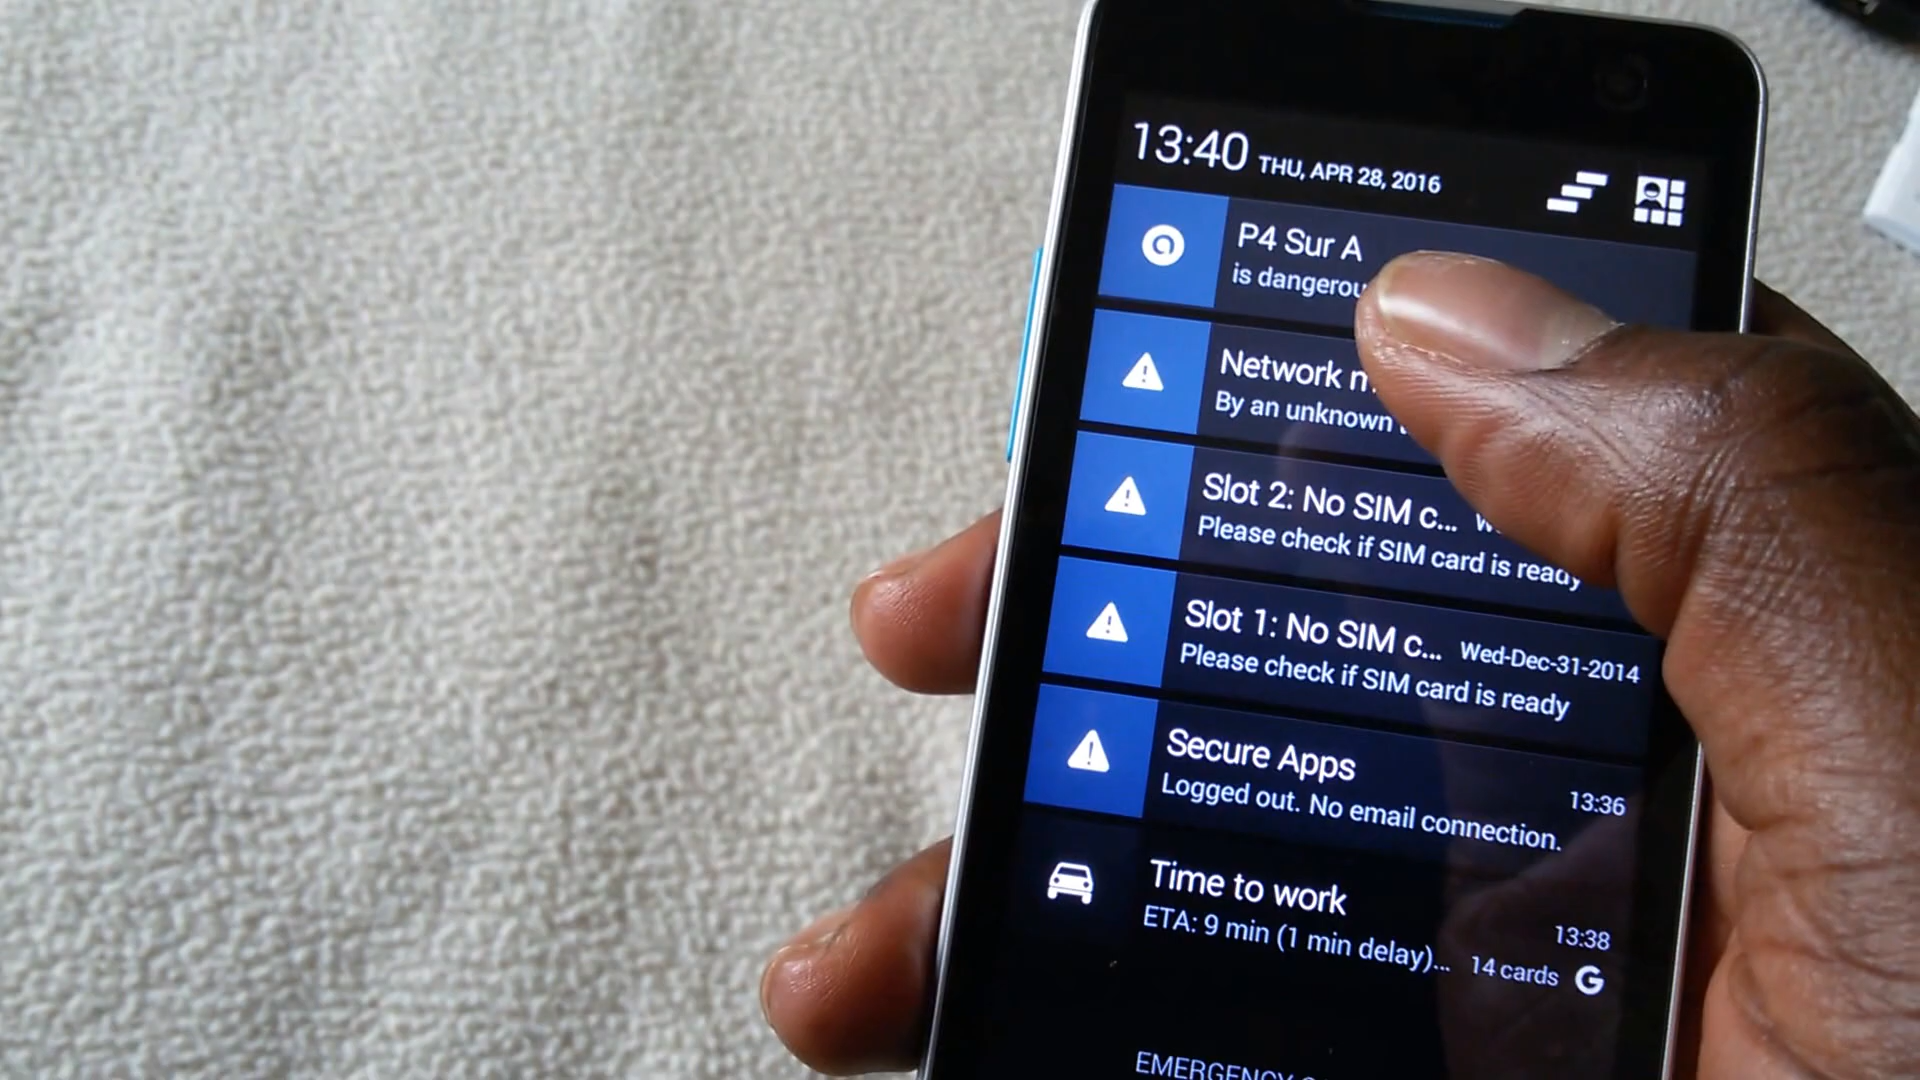 13:40 THU, APR 28, 2016
P4 Sur A
is
Network
By an unknown
Slot 2: No SIM c...
Please check if SIM card is ready
Slot 1: No SIM c... Wed-Dec-31-2014
Please check if SIM card is ready
Secure Apps
13:36
Logged out. No email connection.
Time to work
13:38
ETA: 9 min (1 min delay)... 14 cards G
EMERGENCY